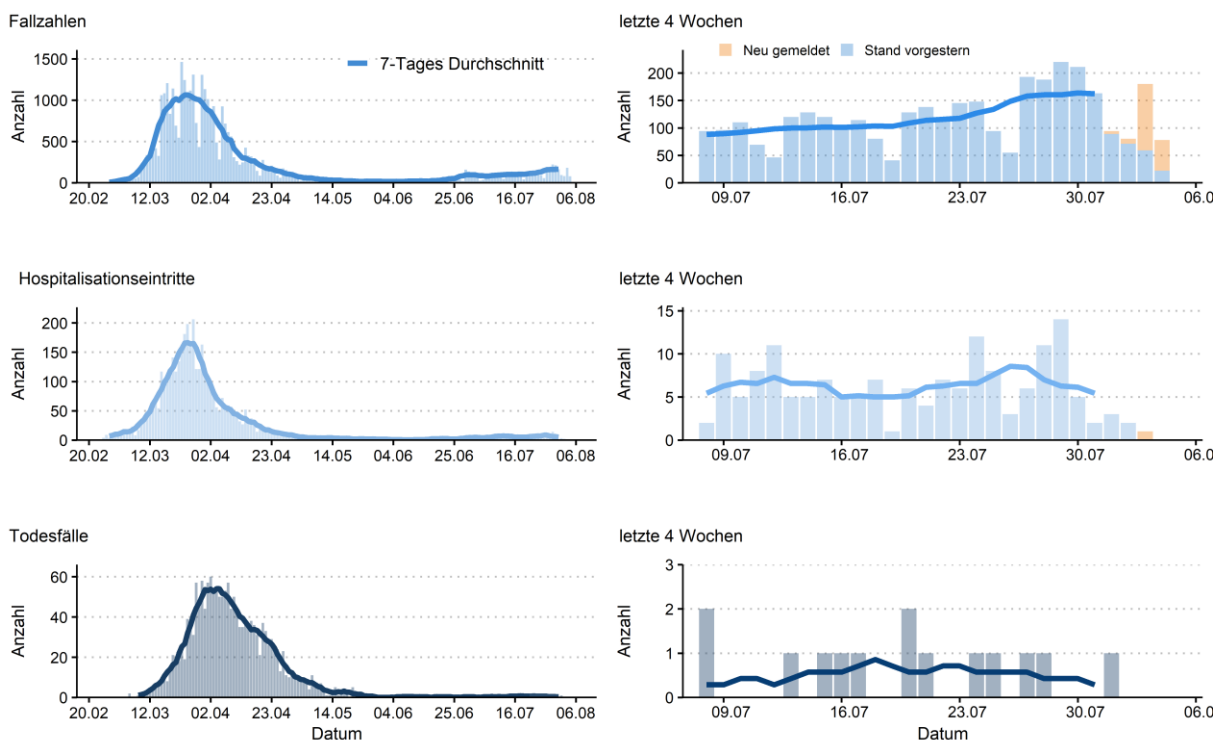 Fallzahlen
Anzahl
1500
1000
500
0
7-Tages Durchschnitt
20.02 12.03 02.04 23.04 14.05 04.06 25.06 16.07 06.08
letzte 4 Wochen
Anzahl
Neu gemeldet Stand vorgestern
200
150
100
50
0
09.07 16.07 23.07 30.07 06.0
Hospitalisationseintritte
Anzahl
200
150
100
50
0
20.02 12.03 02.04 23.04 14.05 04.06 25.06 16.07 06.08
letzte 4 Wochen
Anzahl
15
10
5
0
09.07 16.07 23.07 30.07 06.0
Todesfälle
Anzahl
60
40
20
0
20.02 12.03 02.04 23.04 14.05 04.06 25.06 16.07 06.08
Datum
letzte 4 Wochen
Anzahl
3
2
1
0
09.07 16.07 23.07 30.07 06.0
Datum